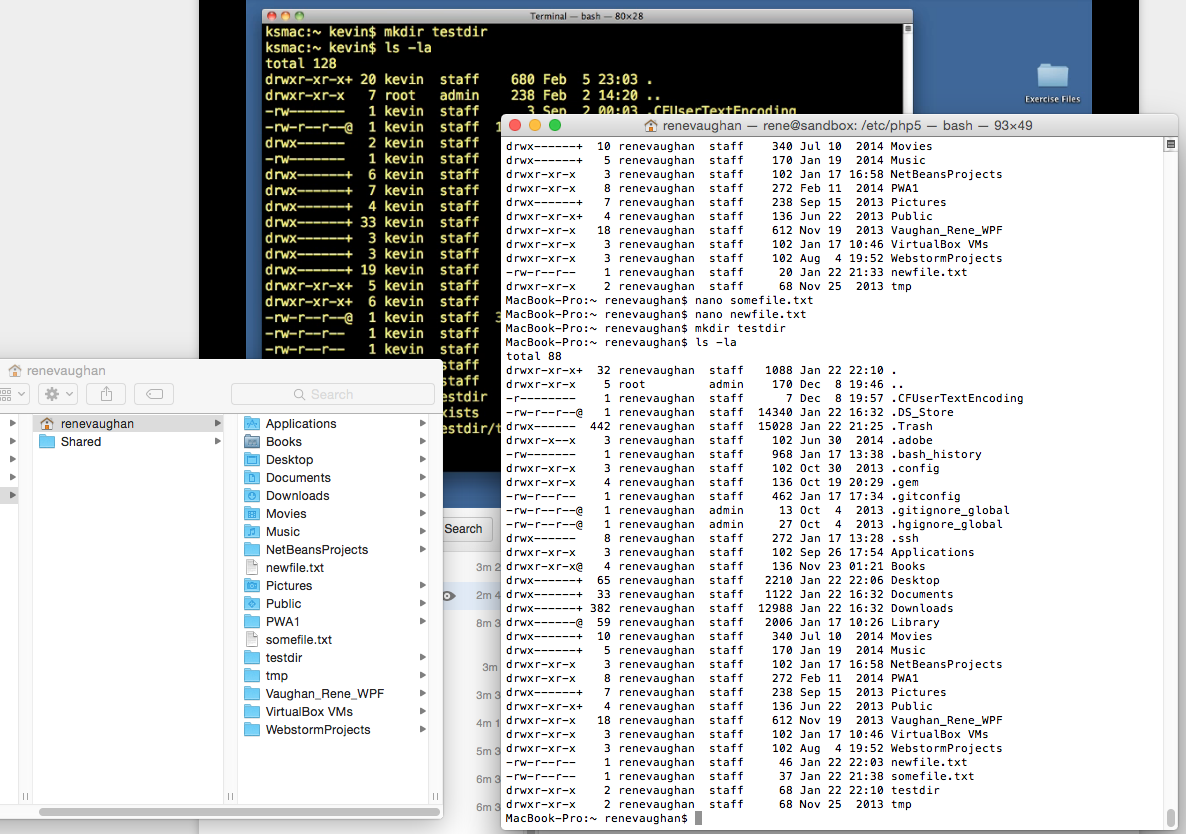 Terminal — bash — 80×28
ksmac:~ kevin$ mkdir testdir
ksmac:~ kevin$ ls -la
total 128
drwxr-xr-x+ 20 kevin  staff    680 Feb  5 23:03 .
drwxr-xr-x   7 root   admin    238 Feb  2 14:20 ..
-rw-------   1 kevin  staff      3 Sep  2 00:03 .CFUserTextEncoding
-rw-r--r--@  1 kevin  staff  1
drwx------   2 kevin  staff
-rw-------   1 kevin  staff
drwx------+  6 kevin  staff
drwx------+  7 kevin  staff
drwx------+  4 kevin  staff
drwx------+ 33 kevin  staff
drwx------+  3 kevin  staff
drwx------+  3 kevin  staff
drwx------+ 19 kevin  staff
drwxr-xr-x+  5 kevin  staff
drwxr-xr-x+  6 kevin  staff
-rw-r--r--@  1 kevin  staff  3
-rw-r--r--   1 kevin  staff
-rw-r--r--   1 kevin  staff
staff
staff
stdir
xists
estdir/t
Exercise Files
renevaughan — rene@sandbox: /etc/php5 — bash — 93×49
drwx------+  10 renevaughan  staff    340 Jul 10  2014 Movies
drwx------+   5 renevaughan  staff    170 Jan 19  2014 Music
drwxr-xr-x    3 renevaughan  staff    102 Jan 17 16:58 NetBeansProjects
drwxr-xr-x    8 renevaughan  staff    272 Feb 11  2014 PWA1
drwx------+   7 renevaughan  staff    238 Sep 15  2013 Pictures
drwxr-xr-x+   4 renevaughan  staff    136 Jun 22  2013 Public
drwxr-xr-x   18 renevaughan  staff    612 Nov 19  2013 Vaughan_Rene_WPF
drwxr-xr-x    3 renevaughan  staff    102 Jan 17 10:46 VirtualBox VMs
drwxr-xr-x    3 renevaughan  staff    102 Aug  4 19:52 WebstormProjects
-rw-r--r--    1 renevaughan  staff     20 Jan 22 21:33 newfile.txt
drwxr-xr-x    2 renevaughan  staff     68 Nov 25  2013 tmp
MacBook-Pro:~ renevaughan$ nano somefile.txt
MacBook-Pro:~ renevaughan$ nano newfile.txt
MacBook-Pro:~ renevaughan$ mkdir testdir
MacBook-Pro:~ renevaughan$ ls -la
total 88
drwxr-xr-x+  32 renevaughan  staff   1088 Jan 22 22:10 .
drwxr-xr-x    5 root         admin    170 Dec  8 19:46 ..
-r--------    1 renevaughan  staff      7 Dec  8 19:57 .CFUserTextEncoding
-rw-r--r--@   1 renevaughan  staff  14340 Jan 22 16:32 .DS_Store
drwx------  442 renevaughan  staff  15028 Jan 22 21:25 .Trash
drwxr-x--x    3 renevaughan  staff    102 Jun 30  2014 .adobe
-rw-------    1 renevaughan  staff    968 Jan 17 13:38 .bash_history
drwxr-xr-x    3 renevaughan  staff    102 Oct 30  2013 .config
drwxr-xr-x    4 renevaughan  staff    136 Oct 19 20:29 .gem
-rw-r--r--    1 renevaughan  staff    462 Jan 17 17:34 .gitconfig
-rw-r--r--@   1 renevaughan  admin     13 Oct  4  2013 .gitignore_global
-rw-r--r--@   1 renevaughan  admin     27 Oct  4  2013 .hgignore_global
drwx------    8 renevaughan  staff    272 Jan 17 13:28 .ssh
drwxr-xr-x    3 renevaughan  staff    102 Sep 26 17:54 Applications
drwxr-xr-x@   4 renevaughan  staff    136 Nov 23 01:21 Books
drwx------+  65 renevaughan  staff   2210 Jan 22 22:06 Desktop
drwx------+  33 renevaughan  staff   1122 Jan 22 16:32 Documents
drwx------+ 382 renevaughan  staff  12988 Jan 22 16:32 Downloads
drwx------@  59 renevaughan  staff   2006 Jan 17 10:26 Library
drwx------+  10 renevaughan  staff    340 Jul 10  2014 Movies
drwx------+   5 renevaughan  staff    170 Jan 19  2014 Music
drwxr-xr-x    3 renevaughan  staff    102 Jan 17 16:58 NetBeansProjects
drwxr-xr-x    8 renevaughan  staff    272 Feb 11  2014 PWA1
drwx------+   7 renevaughan  staff    238 Sep 15  2013 Pictures
drwxr-xr-x+   4 renevaughan  staff    136 Jun 22  2013 Public
drwxr-xr-x   18 renevaughan  staff    612 Nov 19  2013 Vaughan_Rene_WPF
drwxr-xr-x    3 renevaughan  staff    102 Jan 17 10:46 VirtualBox VMs
drwxr-xr-x    3 renevaughan  staff    102 Aug  4 19:52 WebstormProjects
-rw-r--r--    1 renevaughan  staff     46 Jan 22 22:03 newfile.txt
-rw-r--r--    1 renevaughan  staff     37 Jan 22 21:38 somefile.txt
drwxr-xr-x    2 renevaughan  staff     68 Jan 22 22:10 testdir
drwxr-xr-x    2 renevaughan  staff     68 Nov 25  2013 tmp
MacBook-Pro:~ renevaughan$
renevaughan
Search
renevaughan
Shared
Applications
Books
Desktop
Documents
Downloads
Movies
Music
NetBeansProjects
newfile.txt
Pictures
Public
PWA1
somefile.txt
testdir
tmp
Vaughan_Rene_WPF
VirtualBox VMs
WebstormProjects
Search
3m 2
2m 4
8m 3
3m
3m 3
4m 1
5m 3
6m 3
6m 3